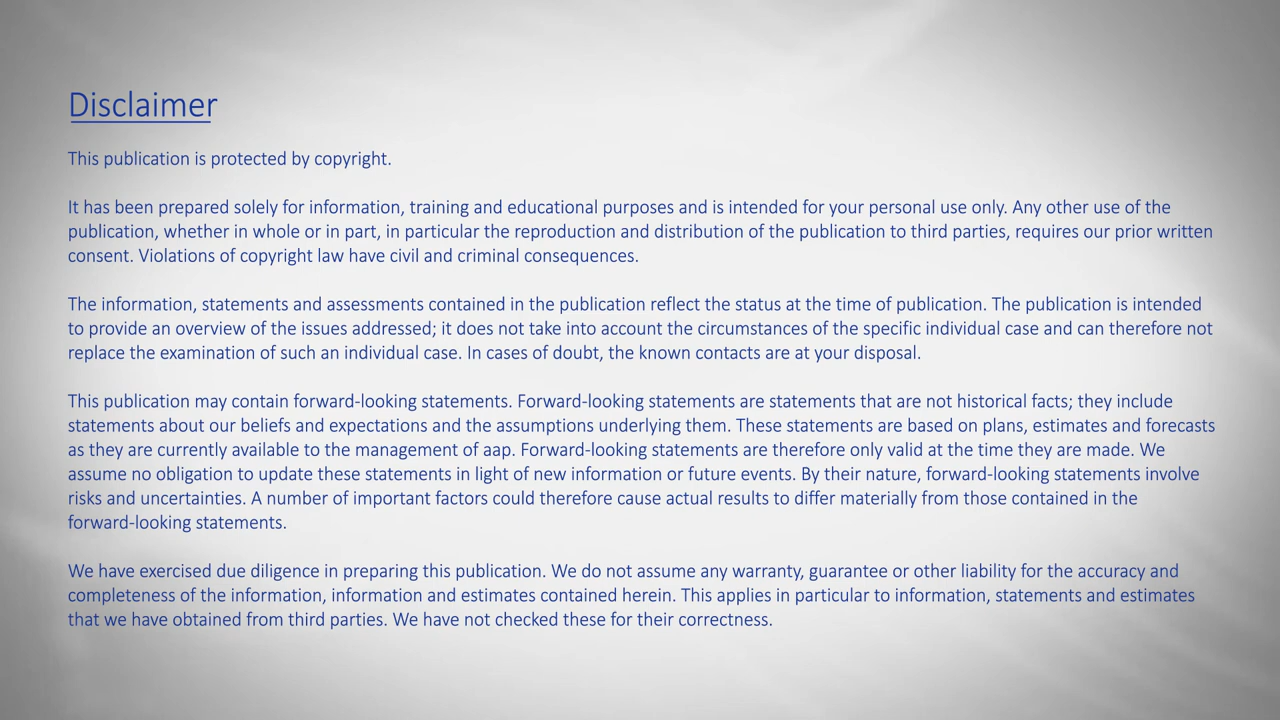 Disclaimer
This publication is protected by copyright.
It has been prepared solely for information, training and educational purposes and is intended for your personal use only. Any other use of the
publication, whether in whole or in part, in particular the reproduction and distribution of the publication to third parties, requires our prior written
consent. Violations of copyright law have civil and criminal consequences.
The information, statements and assessments contained in the publication reflect the status at the time of publication. The publication is intended
to provide an overview of the issues addressed; it does not take into account the circumstances of the specific individual case and can therefore not
replace the examination of such an individual case. In cases of doubt, the known contacts are at your disposal.
This publication may contain forward-looking statements. Forward-looking statements are statements that are not historical facts; they include
statements about our beliefs and expectations and the assumptions underlying them. These statements are based on plans, estimates and forecasts
as they are currently available to the management of aap. Forward-looking statements are therefore only valid at the time they are made. We
assume no obligation to update these statements in light of new information or future events. By their nature, forward-looking statements involve
risks and uncertainties. A number of important factors could therefore cause actual results to differ materially from those contained in the
forward-looking statements.
We have exercised due diligence in preparing this publication. We do not assume any warranty, guarantee or other liability for the accuracy and
completeness of the information, information and estimates contained herein. This applies in particular to information, statements and estimates
that we have obtained from third parties. We have not checked these for their correctness.